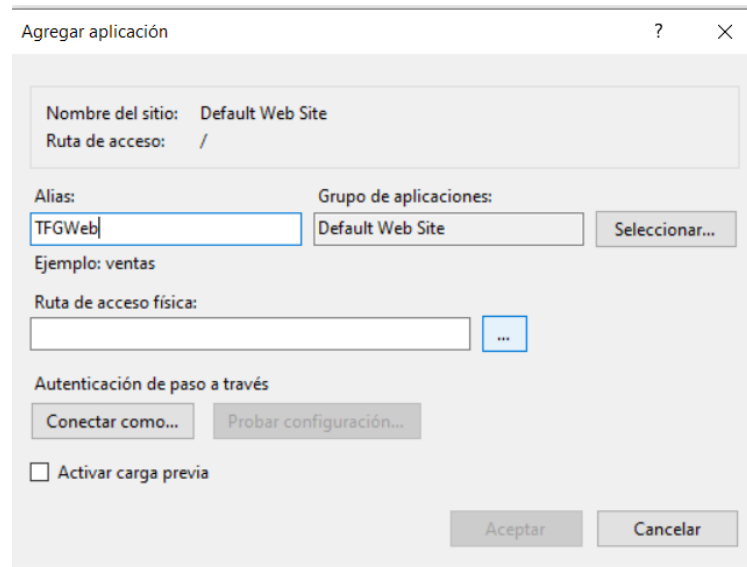 Agregar aplicación ?
Nombre del sitio: Default Web Site
Ruta de acceso: /
Alias: Grupo de aplicaciones:
TFGWeb Default Web Site Seleccionar...
Ejemplo: ventas
Ruta de acceso física:
...
Autenticación de paso a través
Conectar como... Probar configuración...
Activar carga previa
Aceptar Cancelar